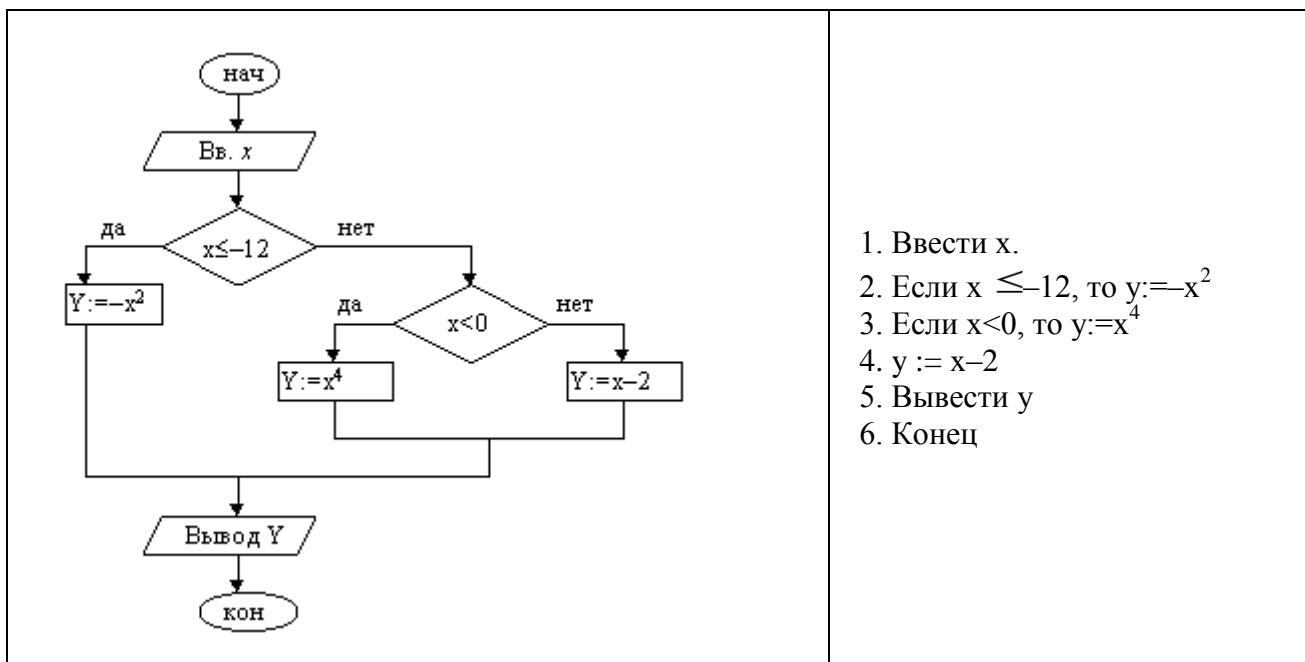 нач
Вв. x
да
нет
x≤–12
Y:=–x²
да
нет
x<0
Y:=x⁴
Y:=x–2
Вывод Y
кон
1. Ввести x.
2. Если x ≤–12, то y:=–x²
3. Если x<0, то y:=x⁴
4. y := x–2
5. Вывести y
6. Конец